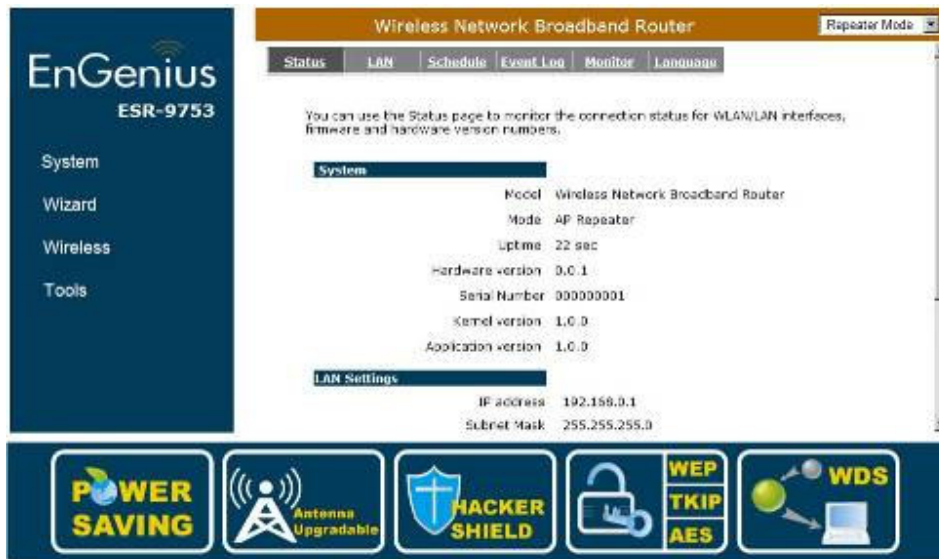 Wireless Network Broadband Router
Repeater Mode
EnGenius
ESR-9753
Status LAN Schedule Event Log Monitor Language
You can use the Status page to monitor the connection status for WLAN/LAN interfaces,
firmware and hardware version numbers.
System
Wizard
Wireless
Tools
System
Model Wireless Network Broadband Router
Mode AP Repeater
Uptime 22 sec
Hardware version 0.0.1
Serial Number 000000001
Kernel version 1.0.0
Application version 1.0.0
LAN Settings
IP address 192.168.0.1
Subnet Mask 255.255.255.0
POWER
SAVING
Antenna
Upgradable
HACKER
SHIELD
WEP
TKIP
AES
WDS